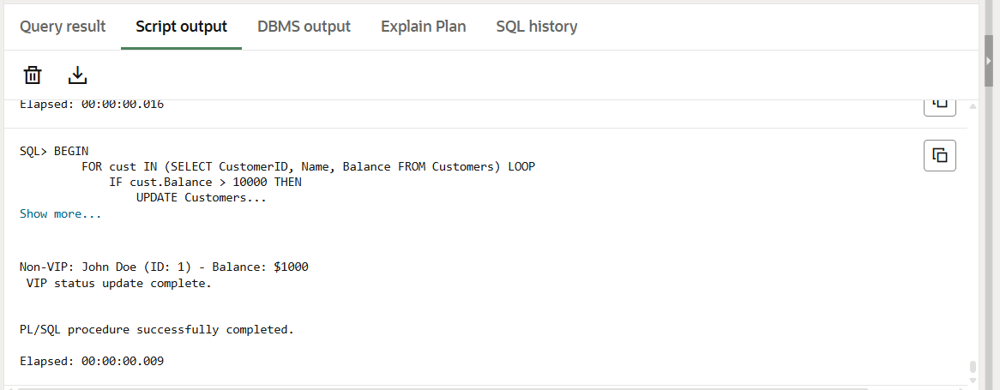 Query result Script output DBMS output Explain Plan SQL history
Elapsed: 00:00:00.016
SQL> BEGIN
         FOR cust IN (SELECT CustomerID, Name, Balance FROM Customers) LOOP
             IF cust.Balance > 10000 THEN
                 UPDATE Customers...
Show more...
Non-VIP: John Doe (ID: 1) - Balance: $1000
 VIP status update complete.
PL/SQL procedure successfully completed.
Elapsed: 00:00:00.009